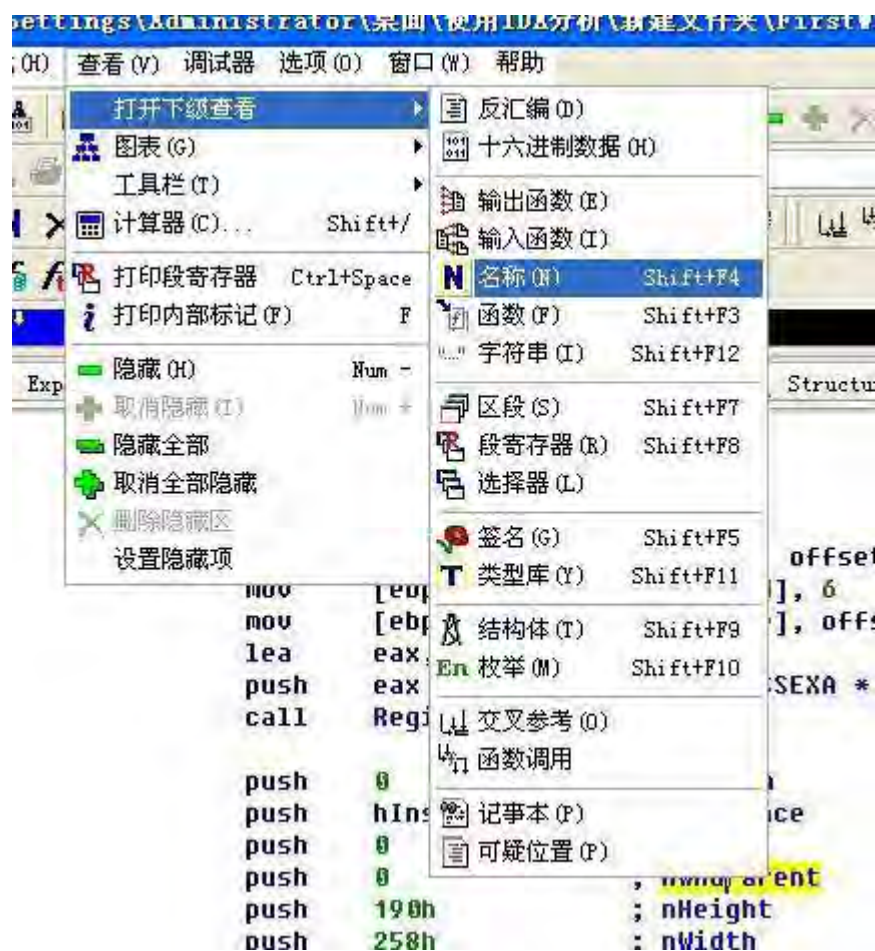 ettings\Administrator\桌面\使用IDA分析\新建文件夹\First
(H) 查看(V) 调试器 选项(O) 窗口(W) 帮助
打开下级查看
图表(G)
工具栏(T)
计算器(C)... Shift+/
打印段寄存器 Ctrl+Space
打印内部标记(F) F
隐藏(H) Num -
取消隐藏(I) Num +
隐藏全部
取消全部隐藏
删除隐藏区
设置隐藏项
反汇编(D)
十六进制数据(H)
输出函数(E)
输入函数(I)
N 名称(N) Shift+F4
函数(F) Shift+F3
"..." 字符串(I) Shift+F12
区段(S) Shift+F7
段寄存器(R) Shift+F8
选择器(L)
签名(G) Shift+F5
T 类型库(Y) Shift+F11
结构体(T) Shift+F9
En 枚举(M) Shift+F10
交叉参考(O)
函数调用
记事本(P)
可疑位置(P)
Exp
Structu
offset
mov [ebp ], 6
mov [ebp ], offs
lea eax,
push eax SEXA *
call Regi
push 0
push hIns ce
push 0
push 0 ; hWndParent
push 190h ; nHeight
push 258h ; nWidth